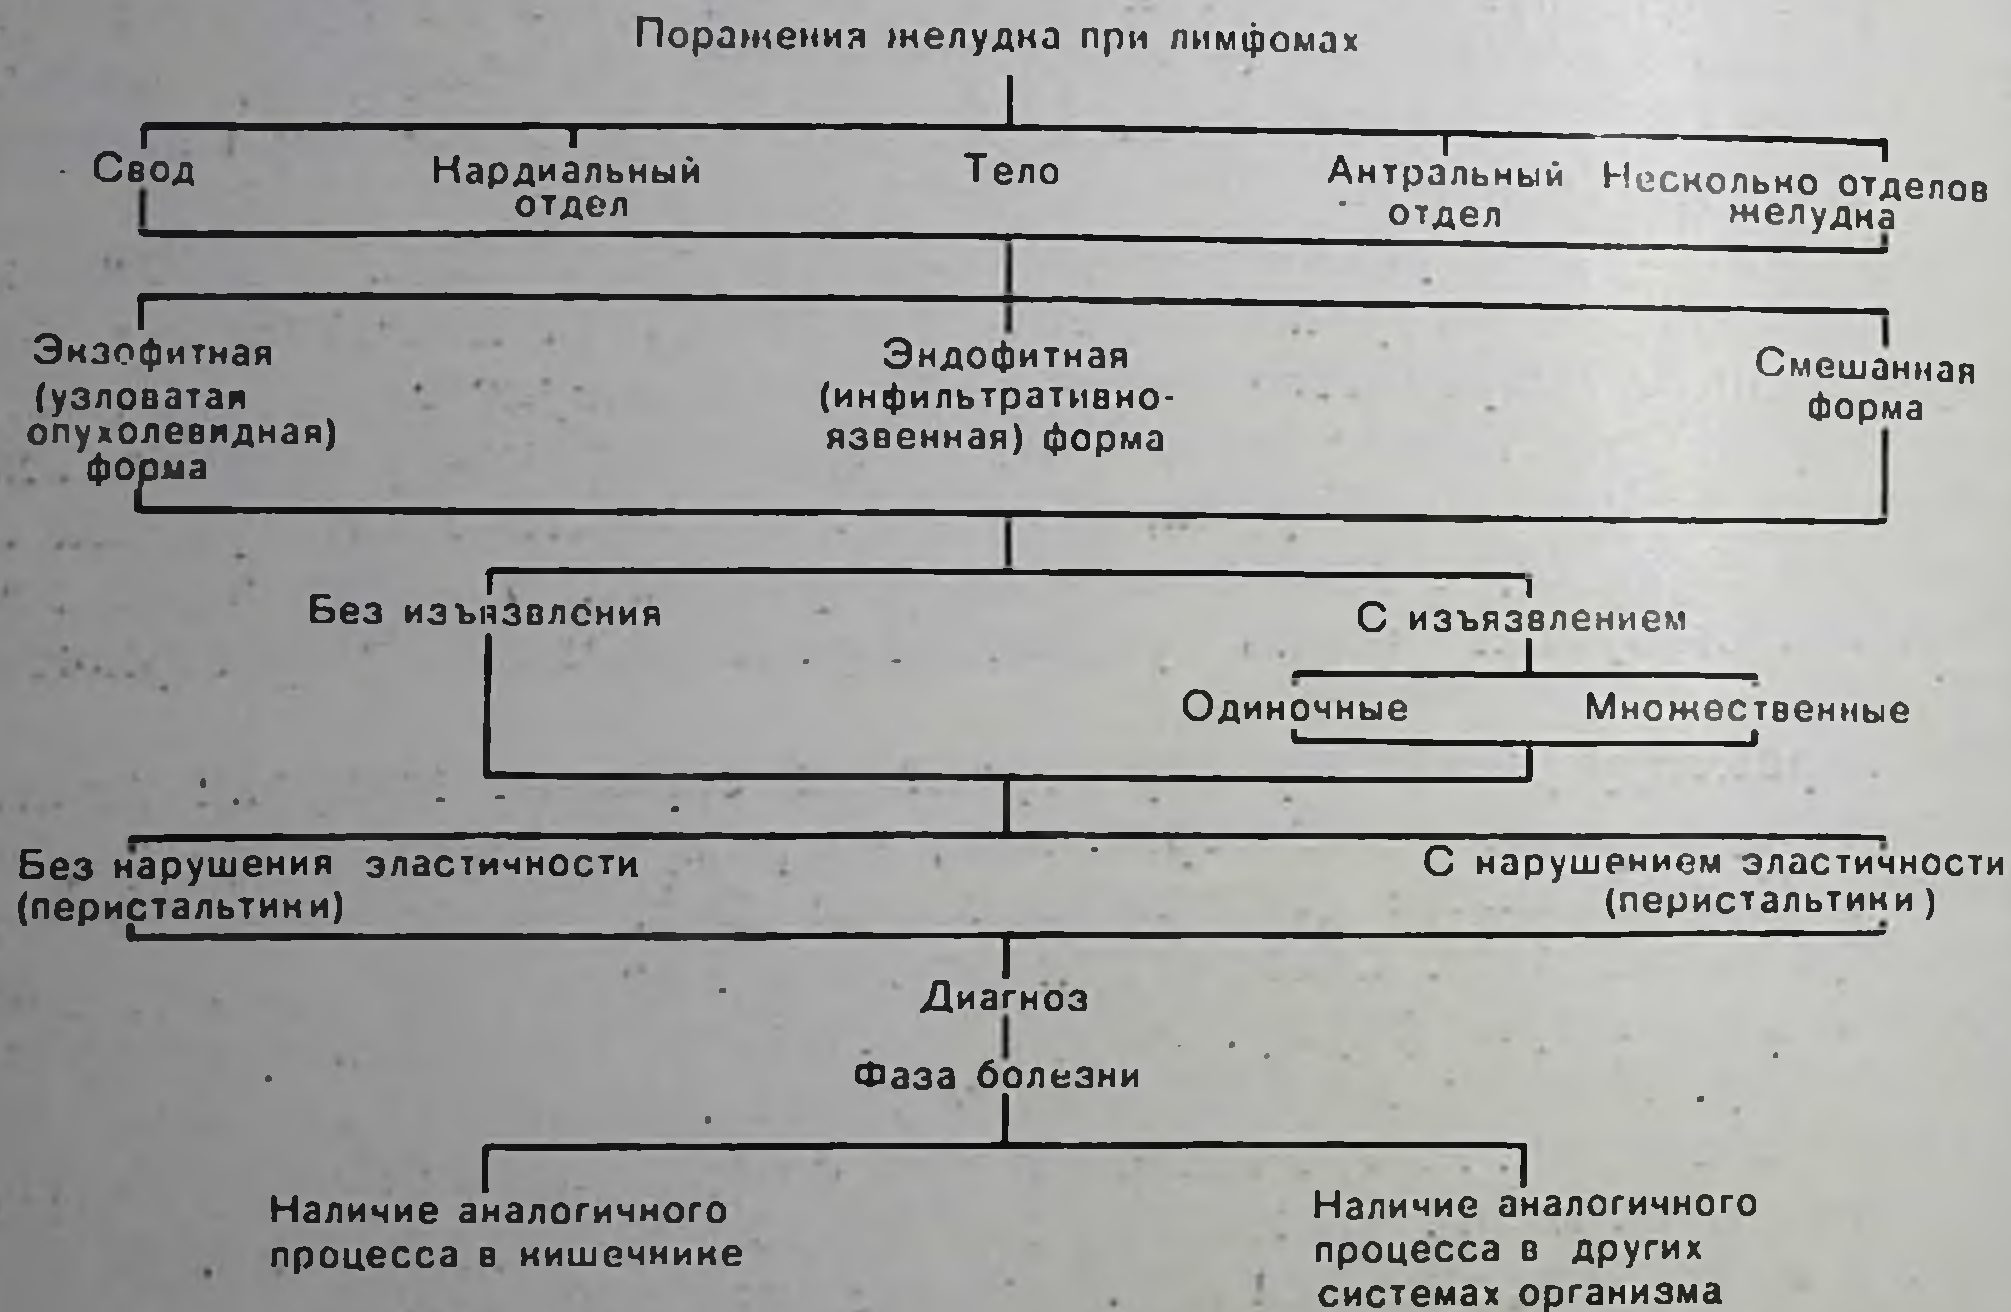 Поражения желудка при лимфомах
Свод Кардиальный Тело Антральный Несколько отделов
отдел отдел желудка
Экзофитная Эндофитная Смешанная
(узловатая (инфильтративно- форма
опухолевидная) язвенная) форма
форма
Без изъязвления С изъязвлением
Одиночные Множественные
Без нарушения эластичности С нарушением эластичности
(перистальтики) (перистальтики)
Диагноз
Фаза болезни
Наличие аналогичного Наличие аналогичного
процесса в кишечнике процесса в других
системах организма